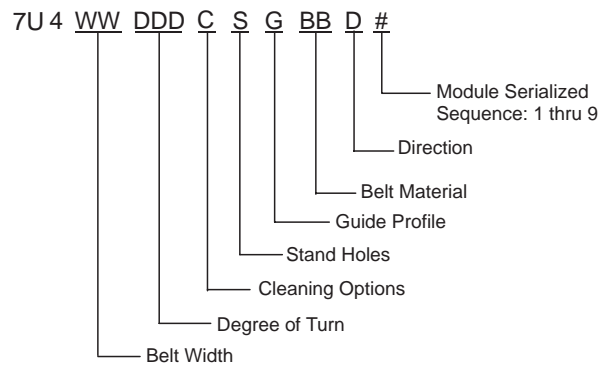 7U 4 WW DDD C S G BB D #
Module Serialized
Sequence: 1 thru 9
Direction
Belt Material
Guide Profile
Stand Holes
Cleaning Options
Degree of Turn
Belt Width